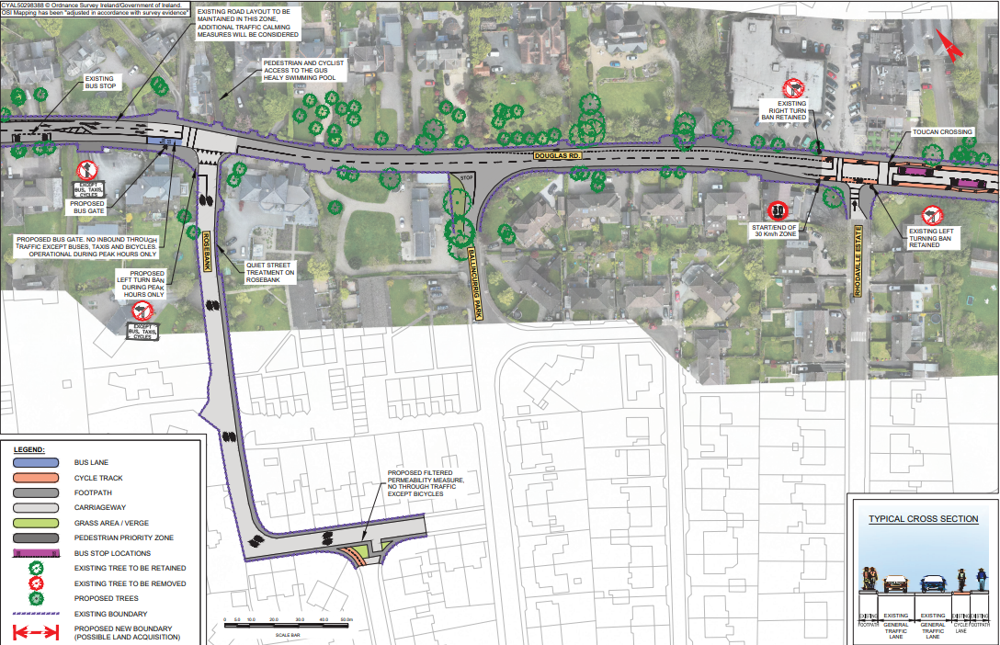 CYAL50298388 © Ordnance Survey Ireland/Government of Ireland.
OSI Mapping has been "adjusted in accordance with survey evidence"
EXISTING ROAD LAYOUT TO BE
MAINTAINED IN THIS ZONE,
ADDITIONAL TRAFFIC CALMING
MEASURES WILL BE CONSIDERED
PEDESTRIAN AND CYCLIST
ACCESS TO THE GUS
HEALY SWIMMING POOL
EXISTING
BUS STOP
EXISTING
RIGHT TURN
BAN RETAINED
TOUCAN CROSSING
DOUGLAS RD.
STOP
EXCEPT
BUS, TAXIS,
CYCLES
PROPOSED
BUS GATE
PROPOSED BUS GATE. NO INBOUND THROUGH
TRAFFIC EXCEPT BUSES, TAXIS AND BICYCLES.
OPERATIONAL DURING PEAK HOURS ONLY
PROPOSED
LEFT TURN BAN
DURING PEAK
HOURS ONLY
EXCEPT
BUS, TAXIS,
CYCLES
ROSEBANK
QUIET STREET
TREATMENT ON
ROSEBANK
BALLINCURRIG PARK
30
START/END OF
30 Km/h ZONE
RHODAVILLE ESTATE
EXISTING LEFT
TURNING BAN
RETAINED
PROPOSED FILTERED
PERMEABILITY MEASURE,
NO THROUGH TRAFFIC
EXCEPT BICYCLES
LEGEND:
BUS LANE
CYCLE TRACK
FOOTPATH
CARRIAGEWAY
GRASS AREA / VERGE
PEDESTRIAN PRIORITY ZONE
BUS STOP LOCATIONS
EXISTING TREE TO BE RETAINED
EXISTING TREE TO BE REMOVED
PROPOSED TREES
EXISTING BOUNDARY
PROPOSED NEW BOUNDARY
(POSSIBLE LAND ACQUISITION)
0 5.0 10.0 20.0 30.0 40.0 50.0m
SCALE BAR
TYPICAL CROSS SECTION
EXISTING
FOOTPATH
EXISTING
GENERAL
TRAFFIC
LANE
EXISTING
GENERAL
TRAFFIC
LANE
EXISTING
CYCLE
LANE
EXISTING
FOOTPATH